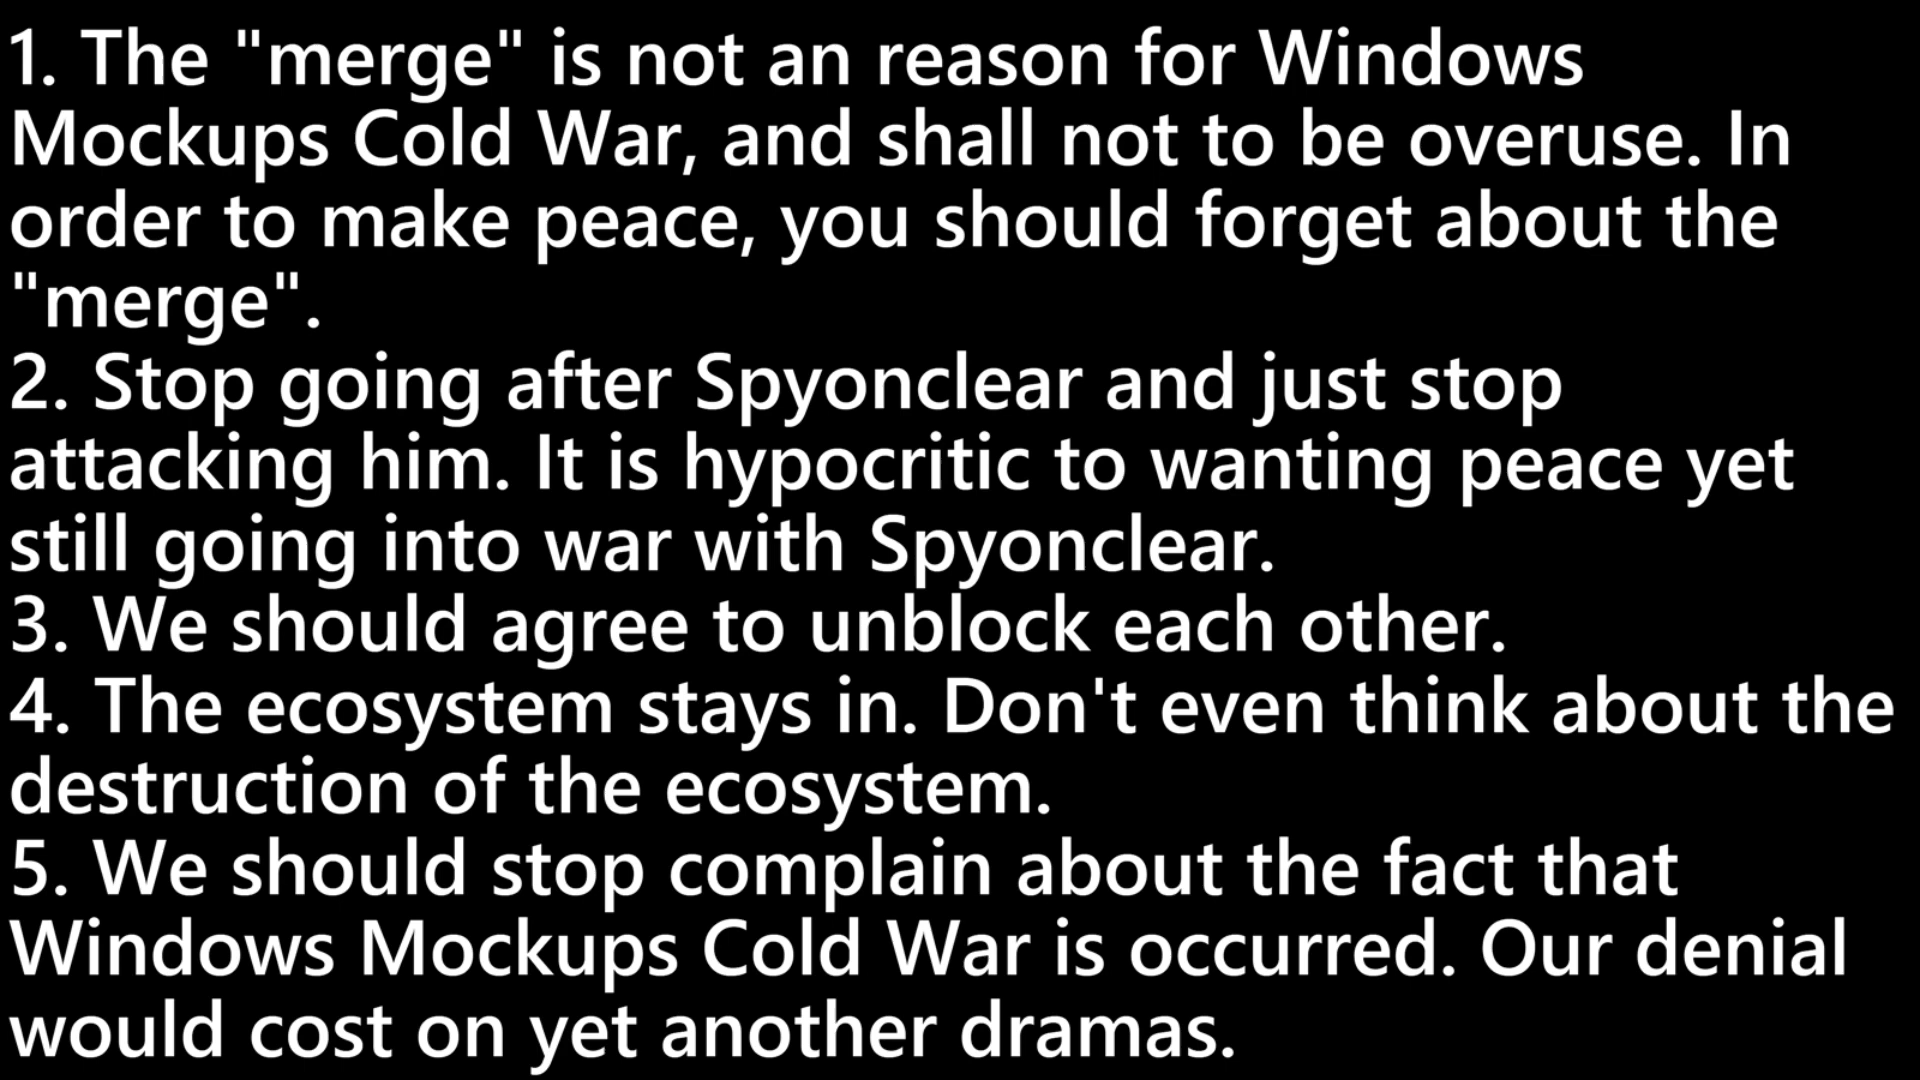 1. The "merge" is not an reason for Windows
Mockups Cold War, and shall not to be overuse. In
order to make peace, you should forget about the
"merge".
2. Stop going after Spyonclear and just stop
attacking him. It is hypocritic to wanting peace yet
still going into war with Spyonclear.
3. We should agree to unblock each other.
4. The ecosystem stays in. Don't even think about the
destruction of the ecosystem.
5. We should stop complain about the fact that
Windows Mockups Cold War is occurred. Our denial
would cost on yet another dramas.